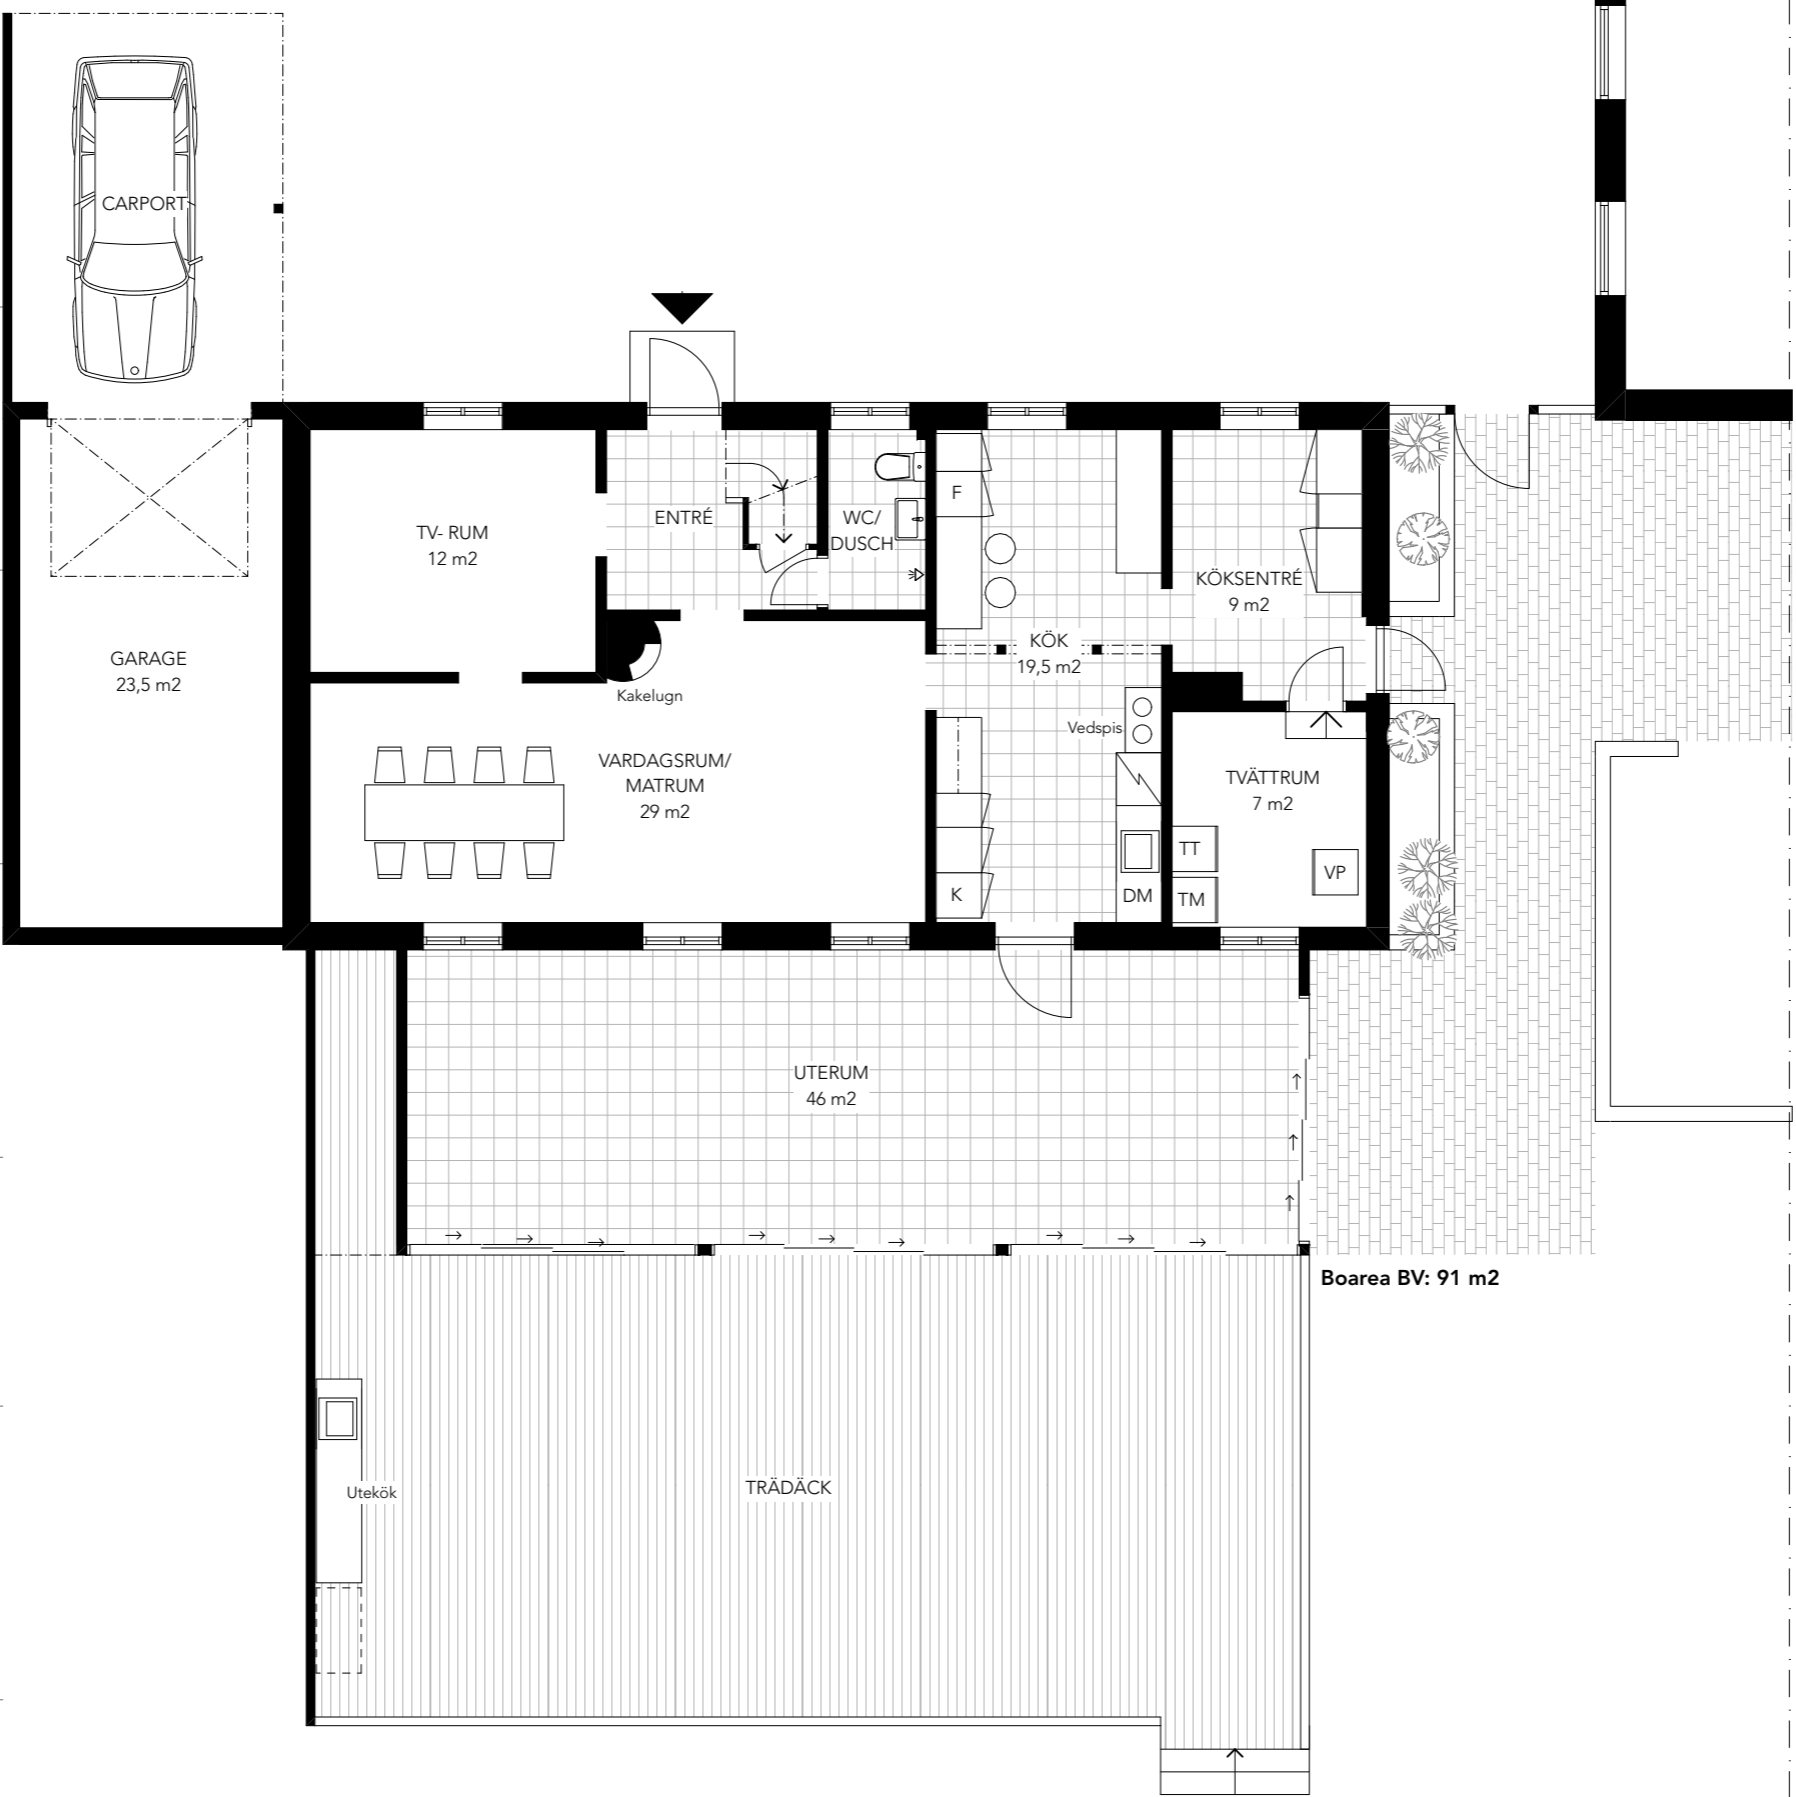 CARPORT
TV- RUM
12 m2
ENTRÉ
WC/
DUSCH
F
KÖKSENTRÉ
9 m2
KÖK
19,5 m2
GARAGE
23,5 m2
Kakelugn
Vedspis
VARDAGSRUM/
MATRUM
29 m2
TVÄTTRUM
7 m2
TT
VP
K
DM
TM
UTERUM
46 m2
Boarea BV: 91 m2
TRÄDÄCK
Utekök